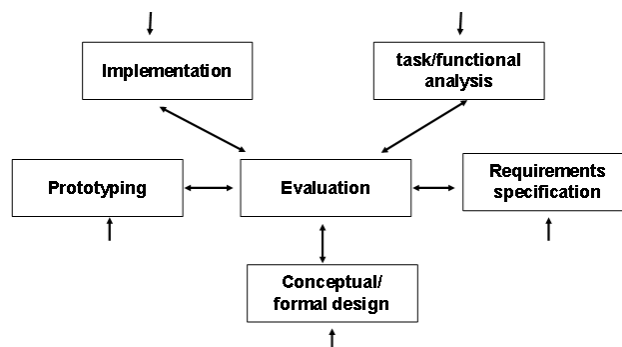 Implementation
task/functional
analysis
Prototyping
Evaluation
Requirements
specification
Conceptual/
formal design